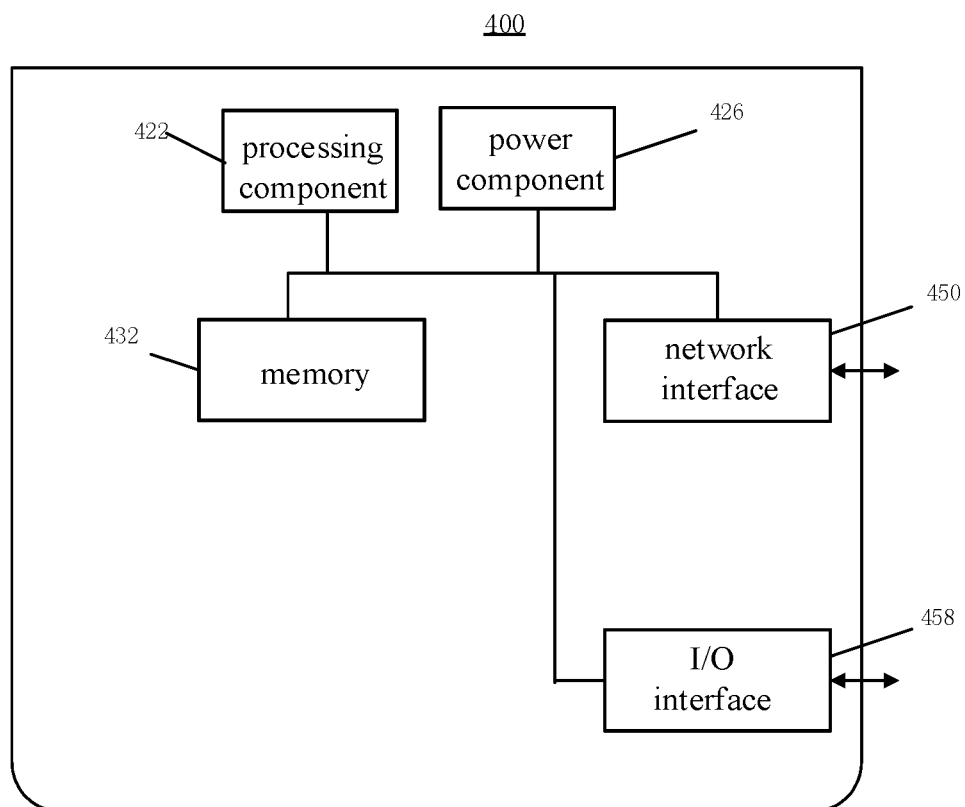 400
422
processing
component
power
component
426
432
memory
network
interface
450
I/O
interface
458